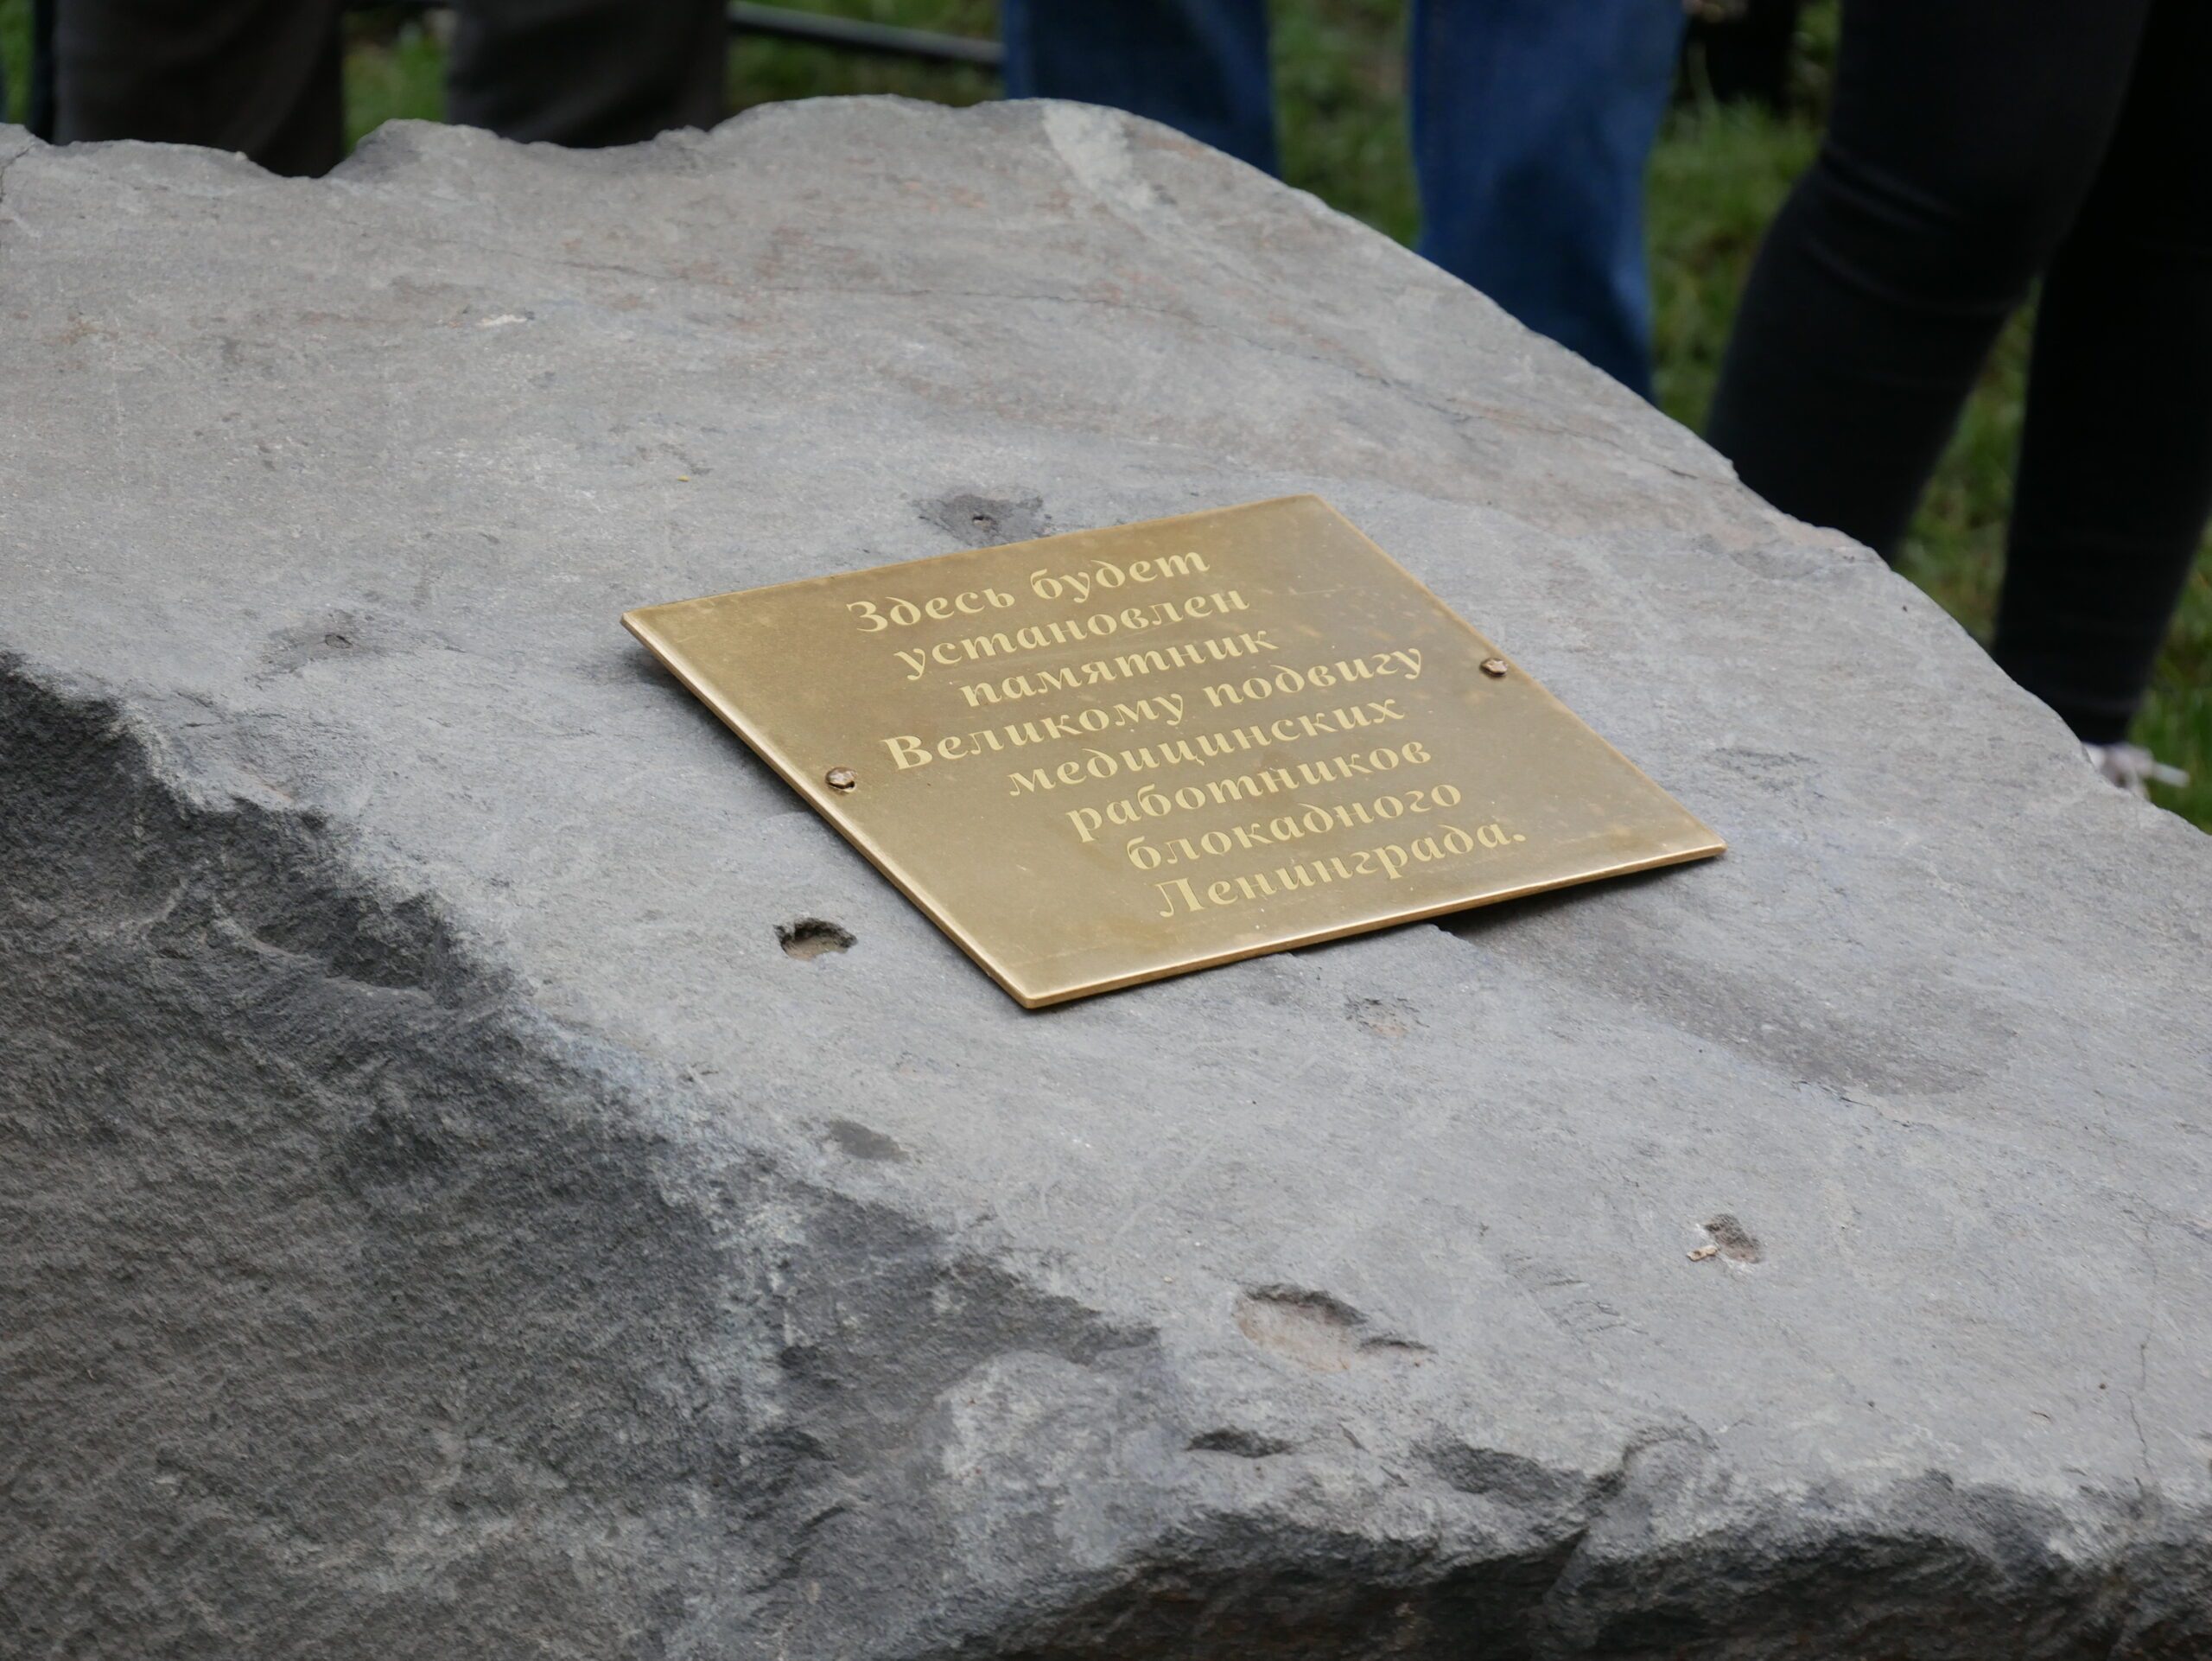 Здесь будет
установлен
памятник
Великому подвигу
медицинских
работников
блокадного
Ленинграда.